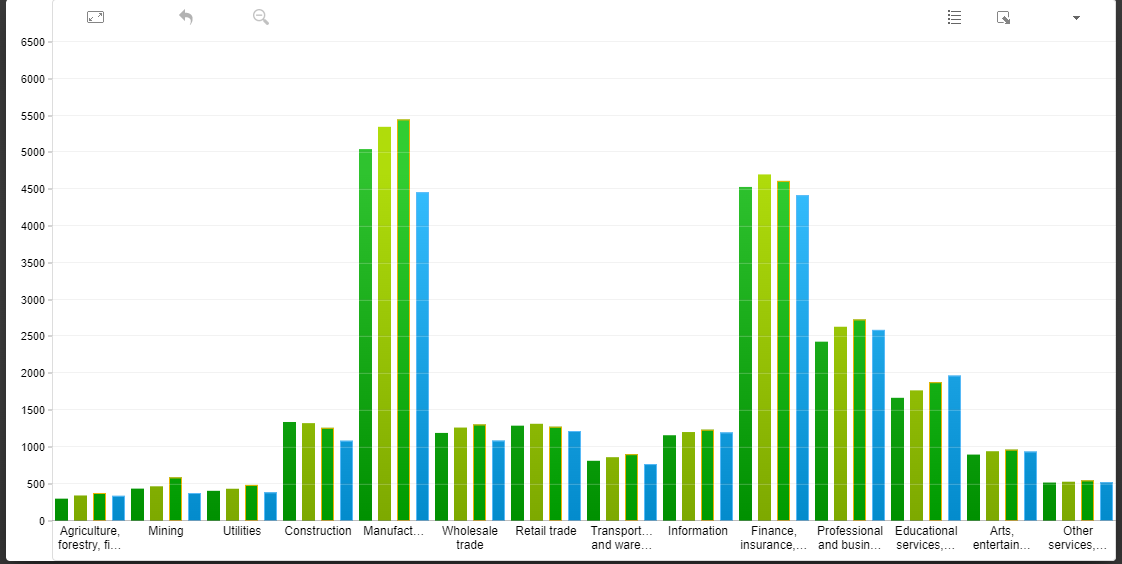 6500
6000
5500
5000
4500
4000
3500
3000
2500
2000
1500
1000
500
0
Agriculture,
forestry, fi...
Mining
Utilities
Construction
Manufact...
Wholesale
trade
Retail trade
Transport...
and ware...
Information
Finance,
insurance,...
Professional
and busin...
Educational
services,...
Arts,
entertain...
Other
services,...